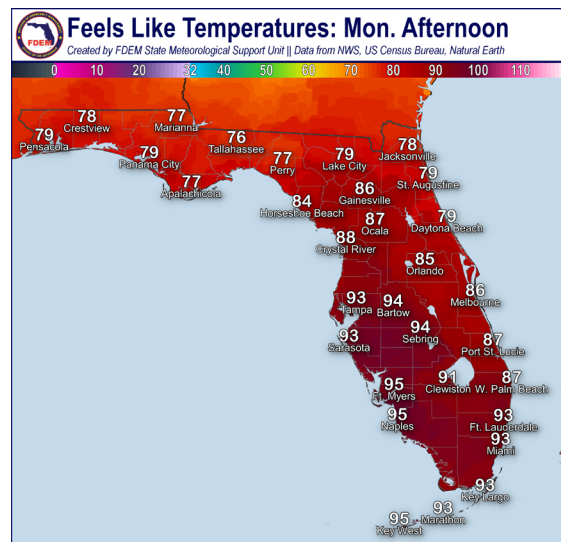 FDEM
Feels Like Temperatures: Mon. Afternoon
Created by FDEM State Meteorological Support Unit || Data from NWS, US Census Bureau, Natural Earth
0 10 20 32 40 50 60 70 80 90 100 110
78
Crestview
77
Marianna
79
Pensacola
79
Panama City
76
Tallahassee
77
Apalachicola
77
Perry
79
Lake City
78
Jacksonville
79
St. Augustine
86
Gainesville
84
Horseshoe Beach
87
Ocala
79
Daytona Beach
88
Crystal River
85
Orlando
86
Melbourne
93
Tampa
94
Bartow
93
Sarasota
94
Sebring
87
Port St. Lucie
95
Ft. Myers
91
Clewiston
87
W. Palm Beach
95
Naples
93
Ft. Lauderdale
93
Miami
93
Key Largo
93
Marathon
95
Key West